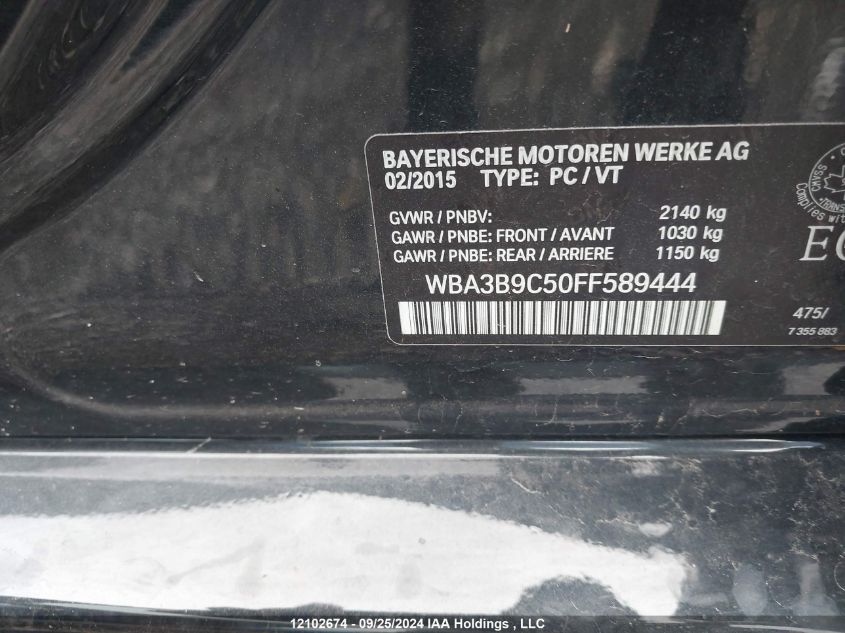 BAYERISCHE MOTOREN WERKE AG
02/2015 TYPE: PC / VT
GVWR / PNBV: 2140 kg
GAWR / PNBE: FRONT / AVANT 1030 kg
GAWR / PNBE: REAR / ARRIERE 1150 kg
WBA3B9C50FF589444
475/
7 355 883
12102674 - 09/25/2024 IAA Holdings , LLC